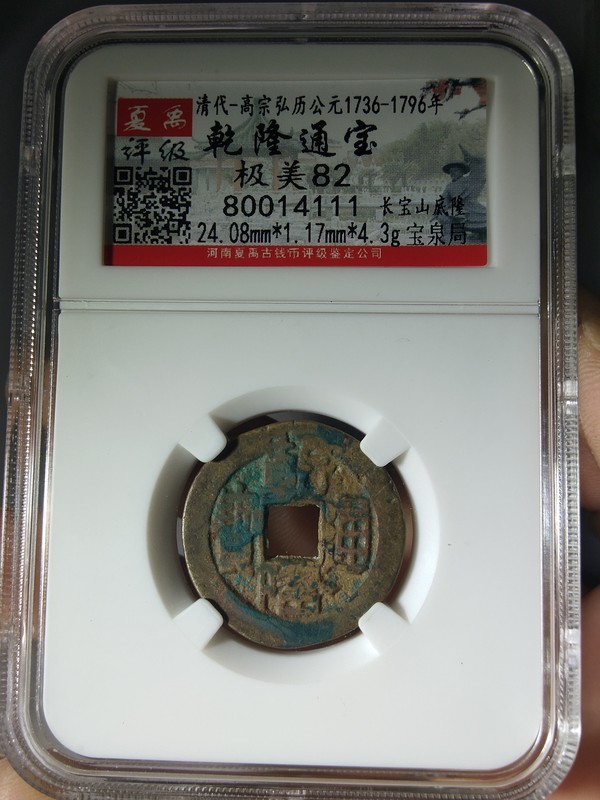 清代-高宗弘历公元1736-1796年
夏禹
评级
乾隆通宝
极美82
80014111 长宝山底隆
24.08mm*1.17mm*4.3g 宝泉局
河南夏禹古钱币评级鉴定公司